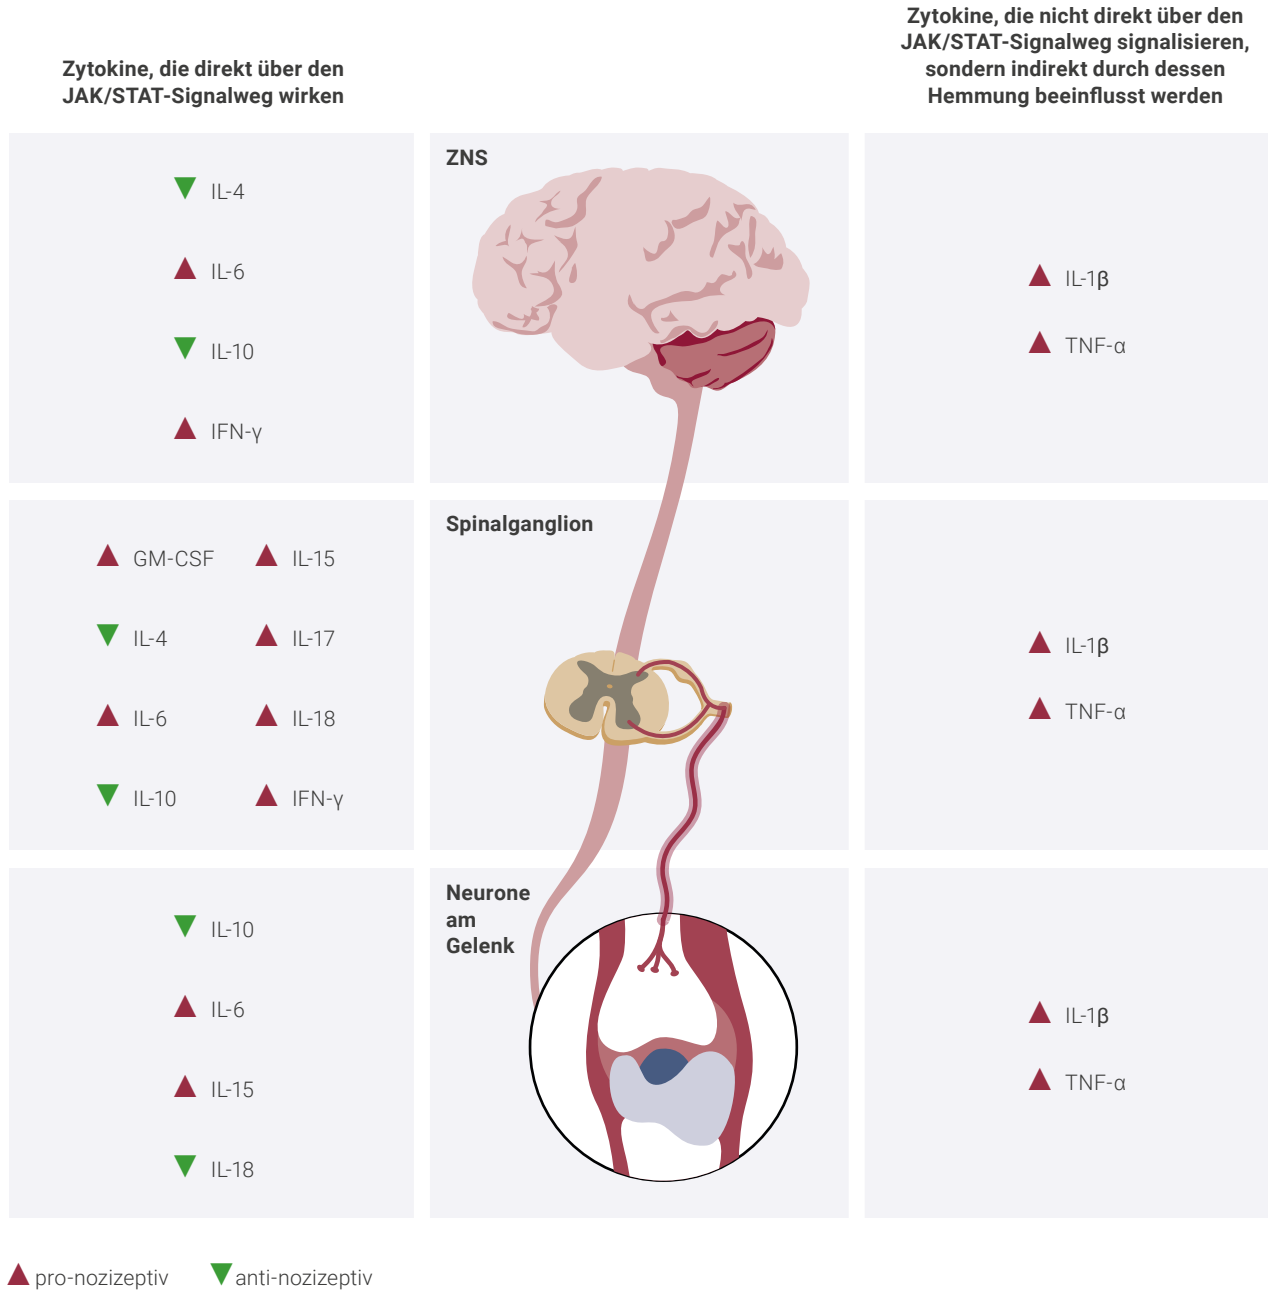 Zytokine, die direkt über den
JAK/STAT-Signalweg wirken
Zytokine, die nicht direkt über den
JAK/STAT-Signalweg signalisieren,
sondern indirekt durch dessen
Hemmung beeinflusst werden
ZNS
IL-4
IL-6
IL-10
IFN-γ
IL-1β
TNF-α
Spinalganglion
GM-CSF
IL-15
IL-4
IL-17
IL-6
IL-18
IL-10
IFN-γ
IL-1β
TNF-α
Neurone
am
Gelenk
IL-10
IL-6
IL-15
IL-18
IL-1β
TNF-α
pro-nozizeptiv
anti-nozizeptiv